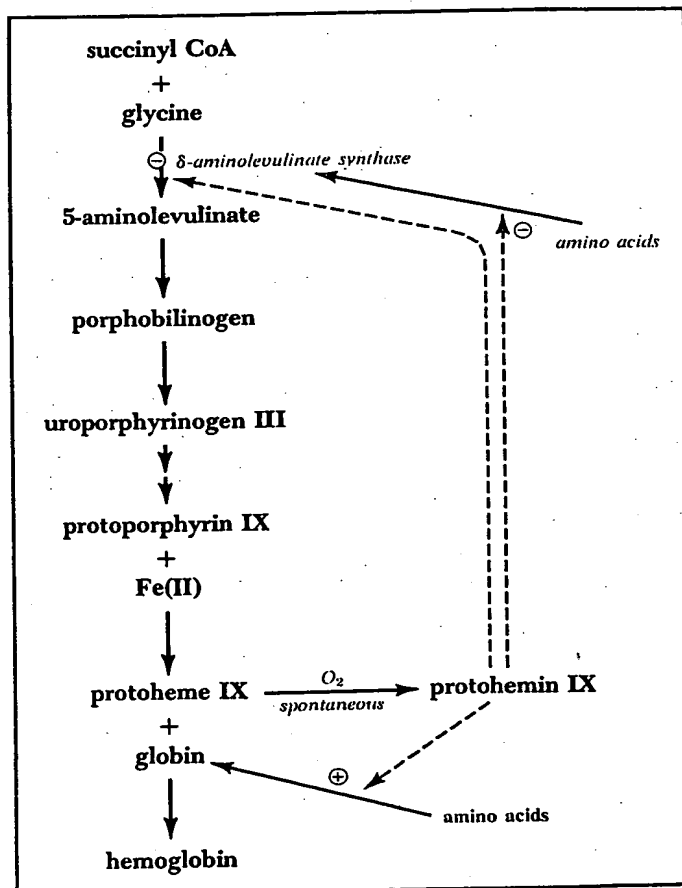 succinyl CoA
+
glycine
⊖ δ-aminolevulinate synthase
5-aminolevulinate
⊖
amino acids
porphobilinogen
uroporphyrinogen III
protoporphyrin IX
+
Fe(II)
protoheme IX
O₂
spontaneous
protohemin IX
+
globin
⊕
amino acids
hemoglobin